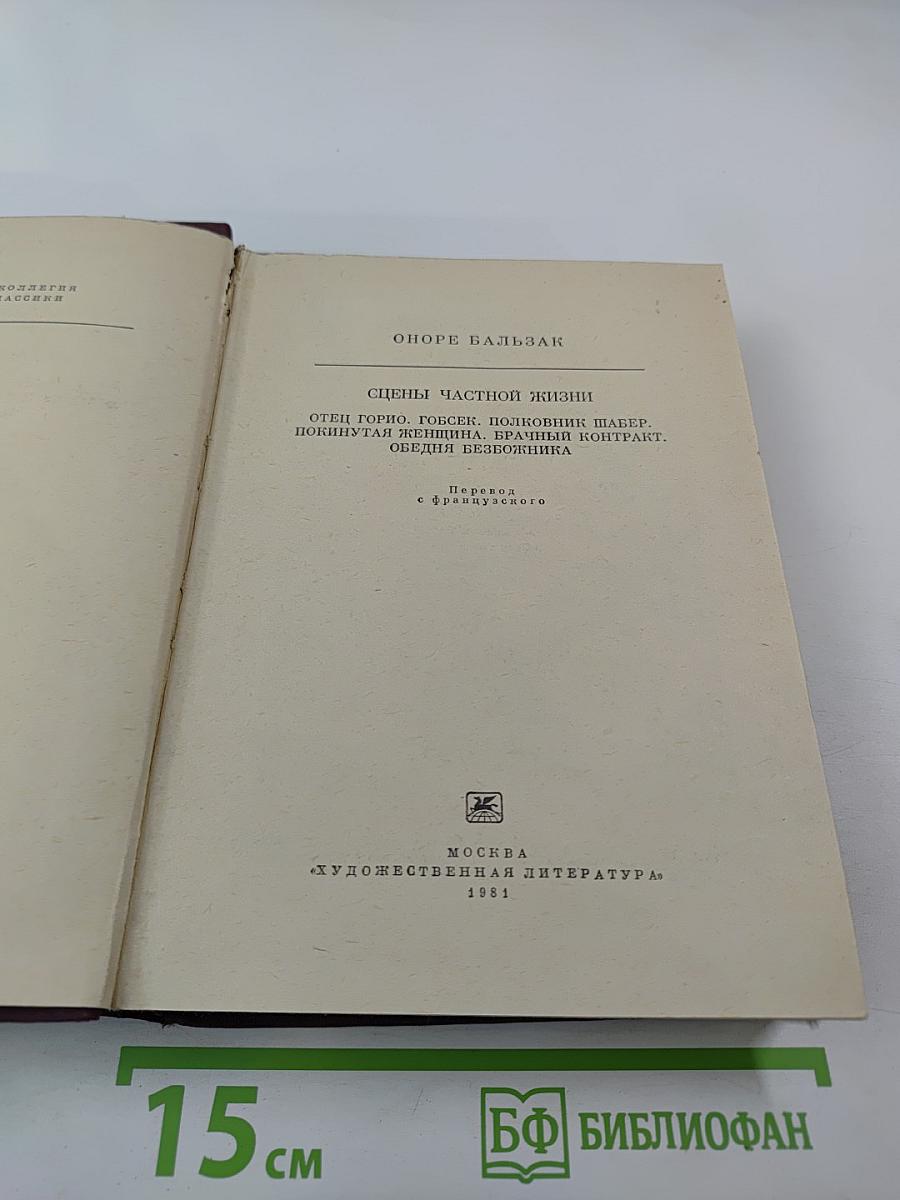 КОЛЛЕГИЯ
ОНОРЕ БАЛЬЗАК
СЦЕНЫ ЧАСТНОЙ ЖИЗНИ
ОТЕЦ ГОРИО. ГОБСЕК. ПОЛКОВНИК ШАБЕР.
ПОКИНУТАЯ ЖЕНЩИНА. БРАЧНЫЙ КОНТРАКТ.
ОБЕДНЯ БЕЗБОЖНИКА
Перевод
с французского
МОСКВА
«ХУДОЖЕСТВЕННАЯ ЛИТЕРАТУРА»
1981
15 см
БФ БИБЛИОФАН